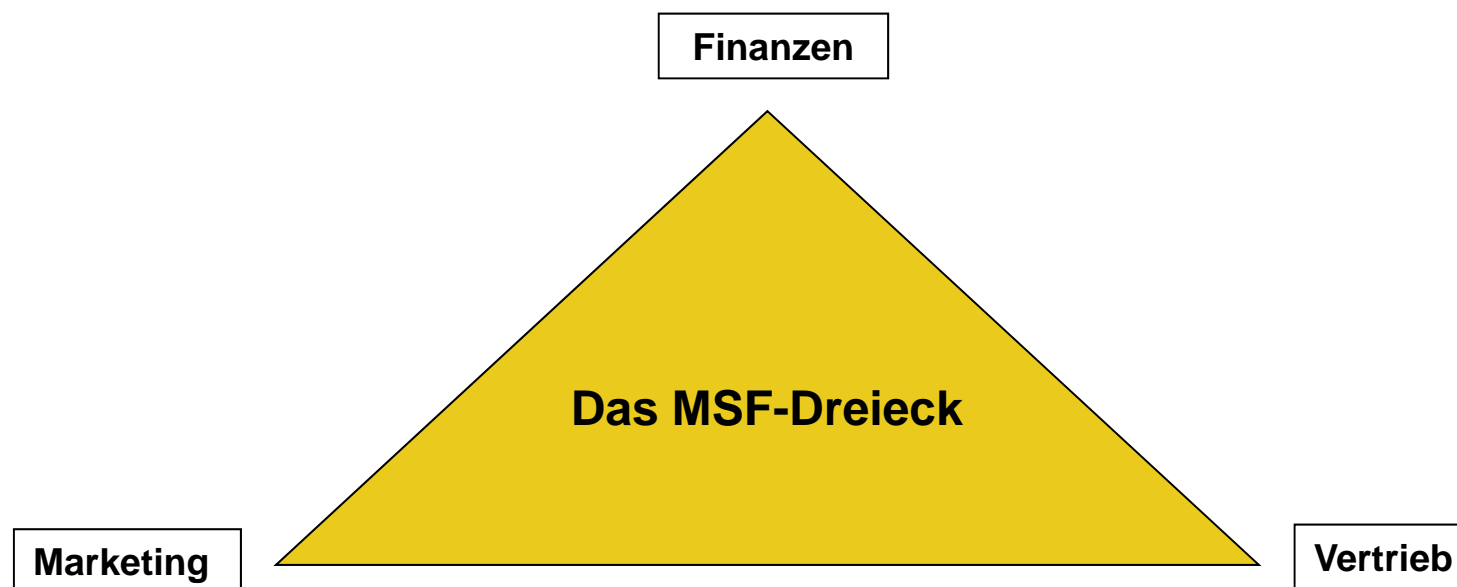 Finanzen
Das MSF-Dreieck
Marketing
Vertrieb